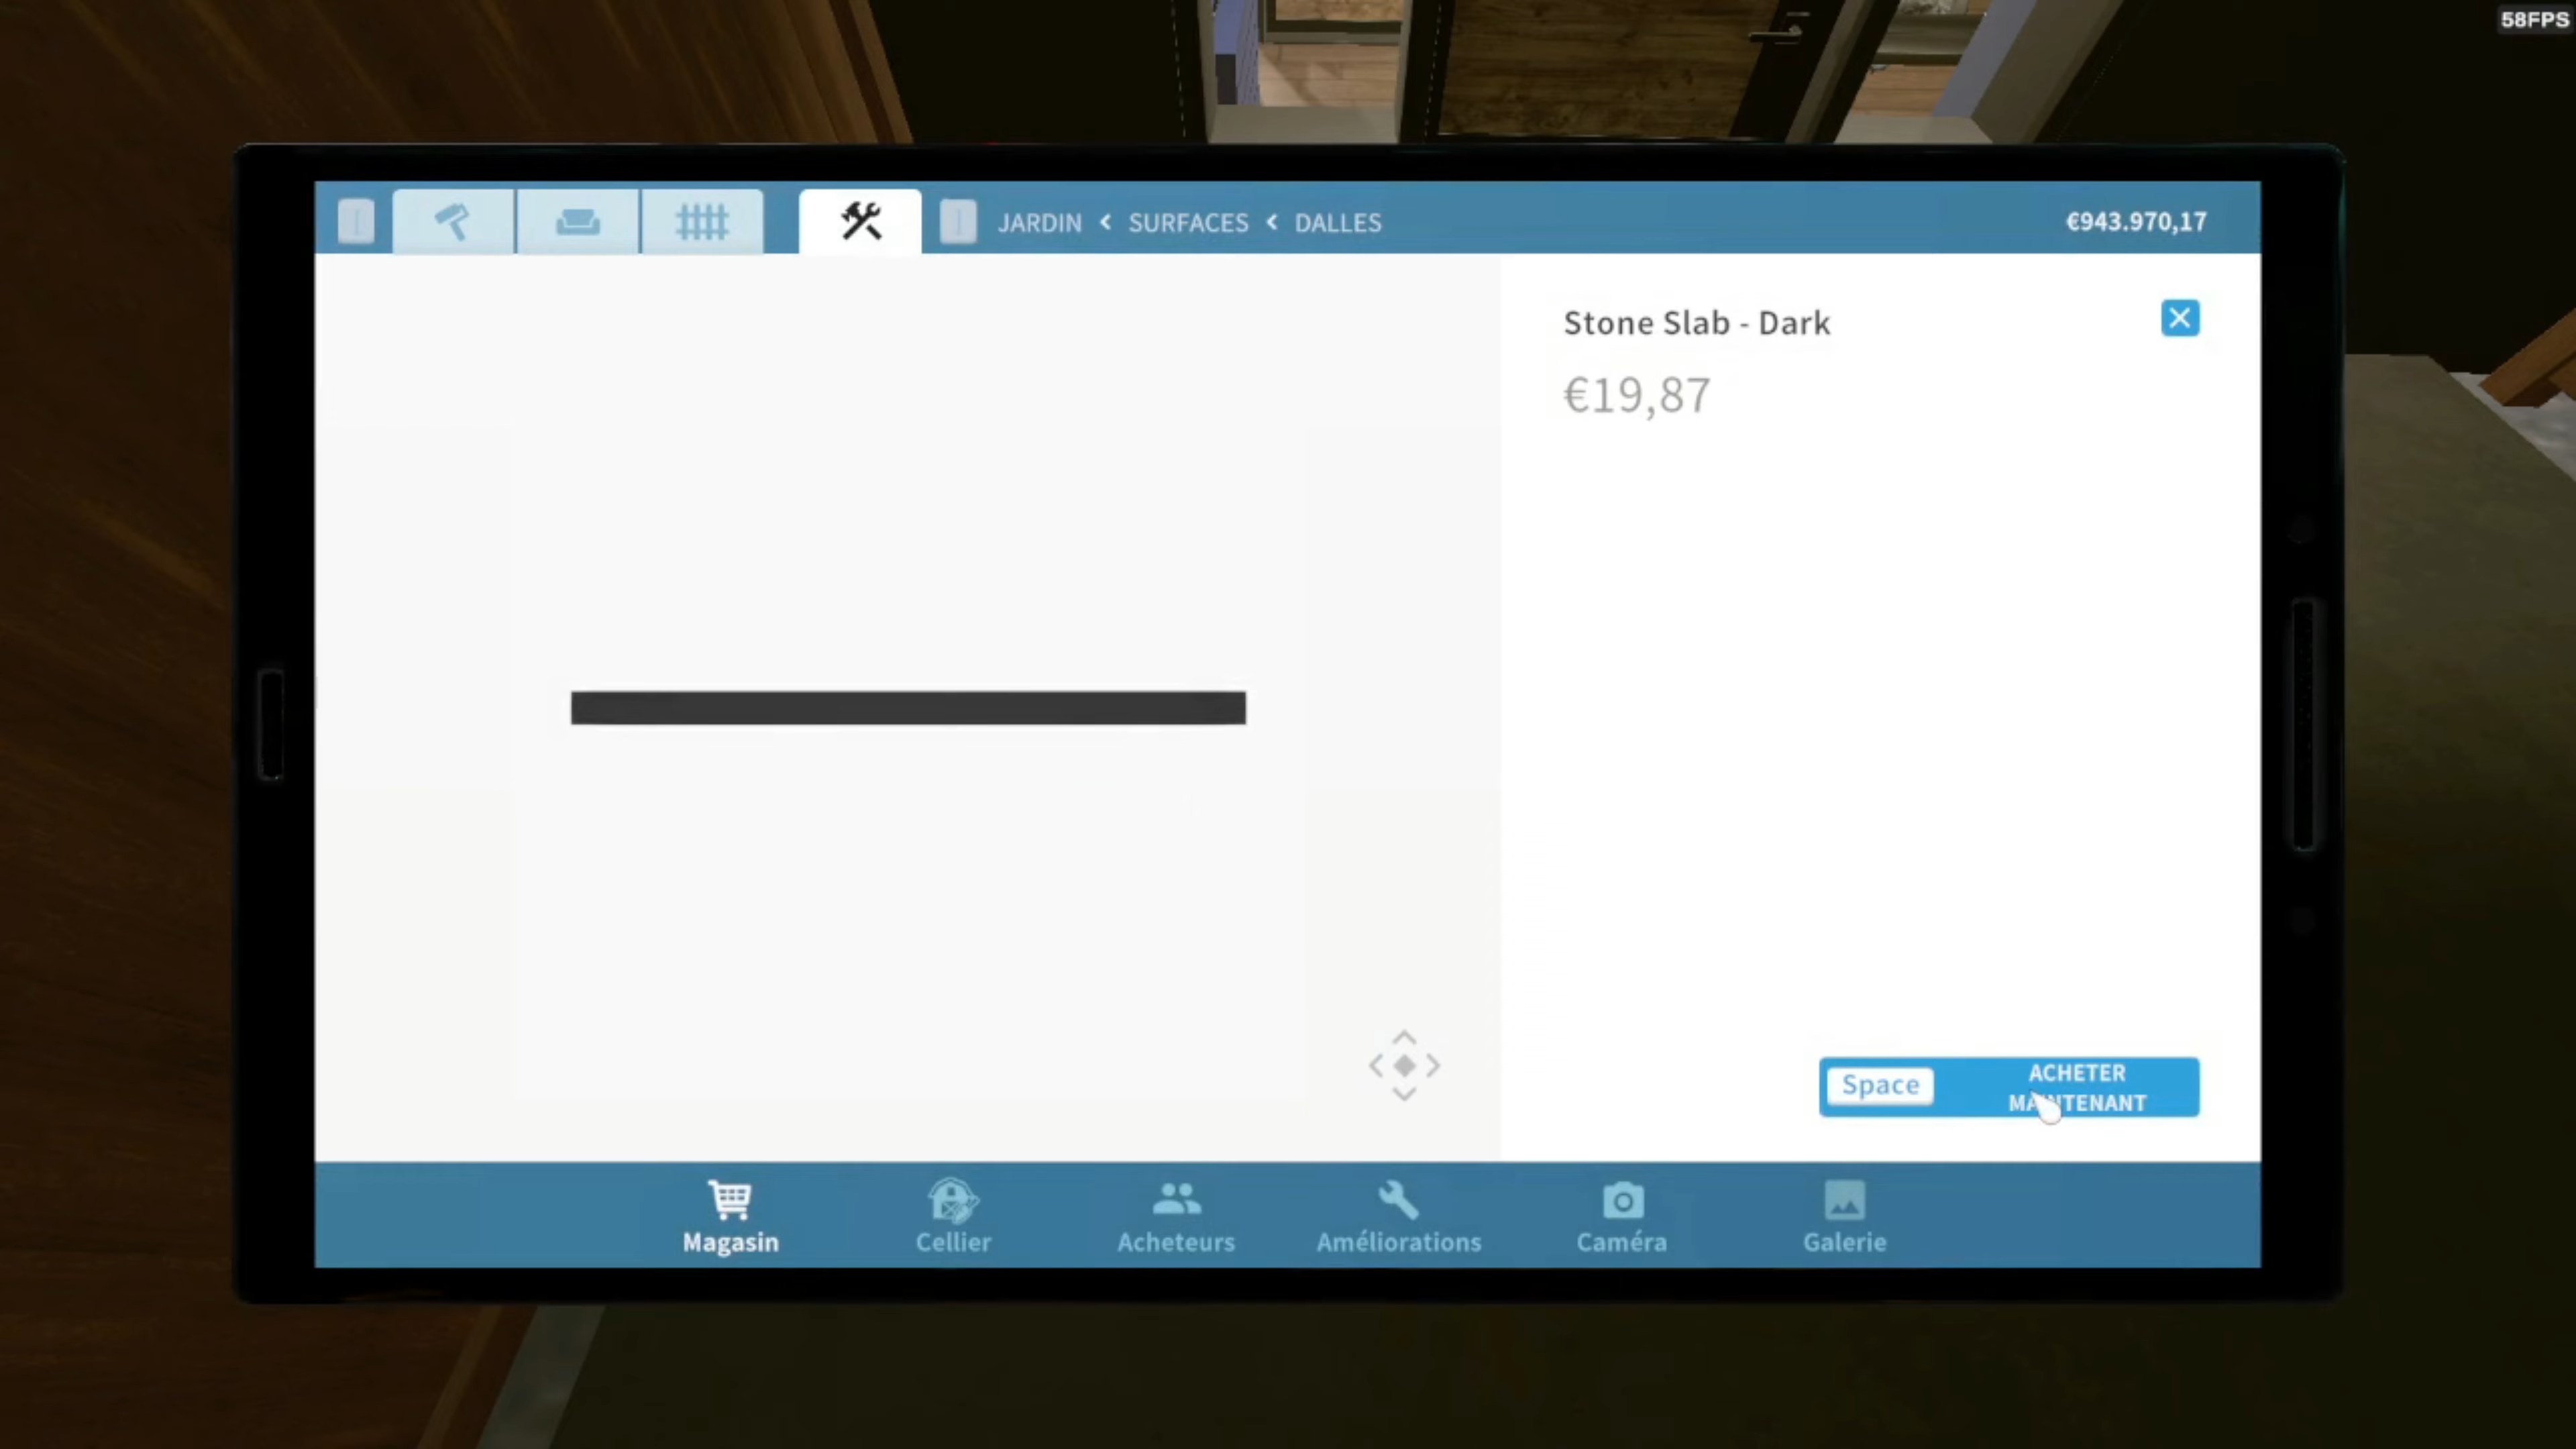 58FPS
JARDIN < SURFACES < DALLES
€943.970,17
Stone Slab - Dark
€19,87
Space
ACHETER
MAINTENANT
Magasin
Cellier
Acheteurs
Améliorations
Caméra
Galerie